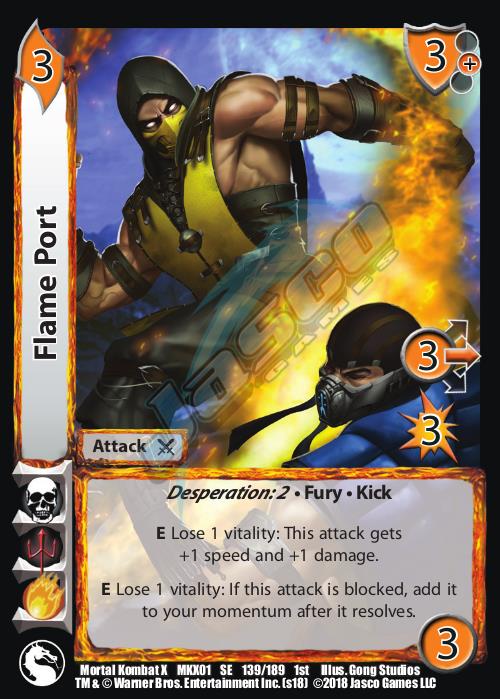 3
3
+
Flame Port
3
3
Attack
Desperation: 2 • Fury • Kick
E Lose 1 vitality: This attack gets
+1 speed and +1 damage.
E Lose 1 vitality: If this attack is blocked, add it
to your momentum after it resolves.
3
Mortal Kombat X MKX01 SE 139/189 1st Illus. Gong Studios
TM & © Warner Bros. Entertainment Inc. (s18) ©2018 Jasco Games LLC
JASCO
GAMES